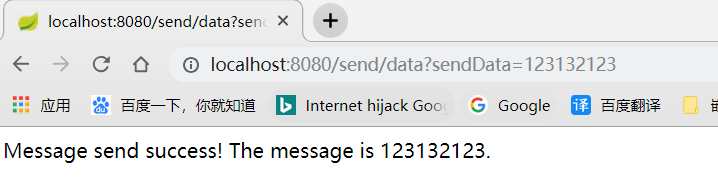 localhost:8080/send/data?send
localhost:8080/send/data?sendData=123132123
应用 百度一下，你就知道 Internet hijack Goo Google 译 百度翻译
Message send success! The message is 123132123.